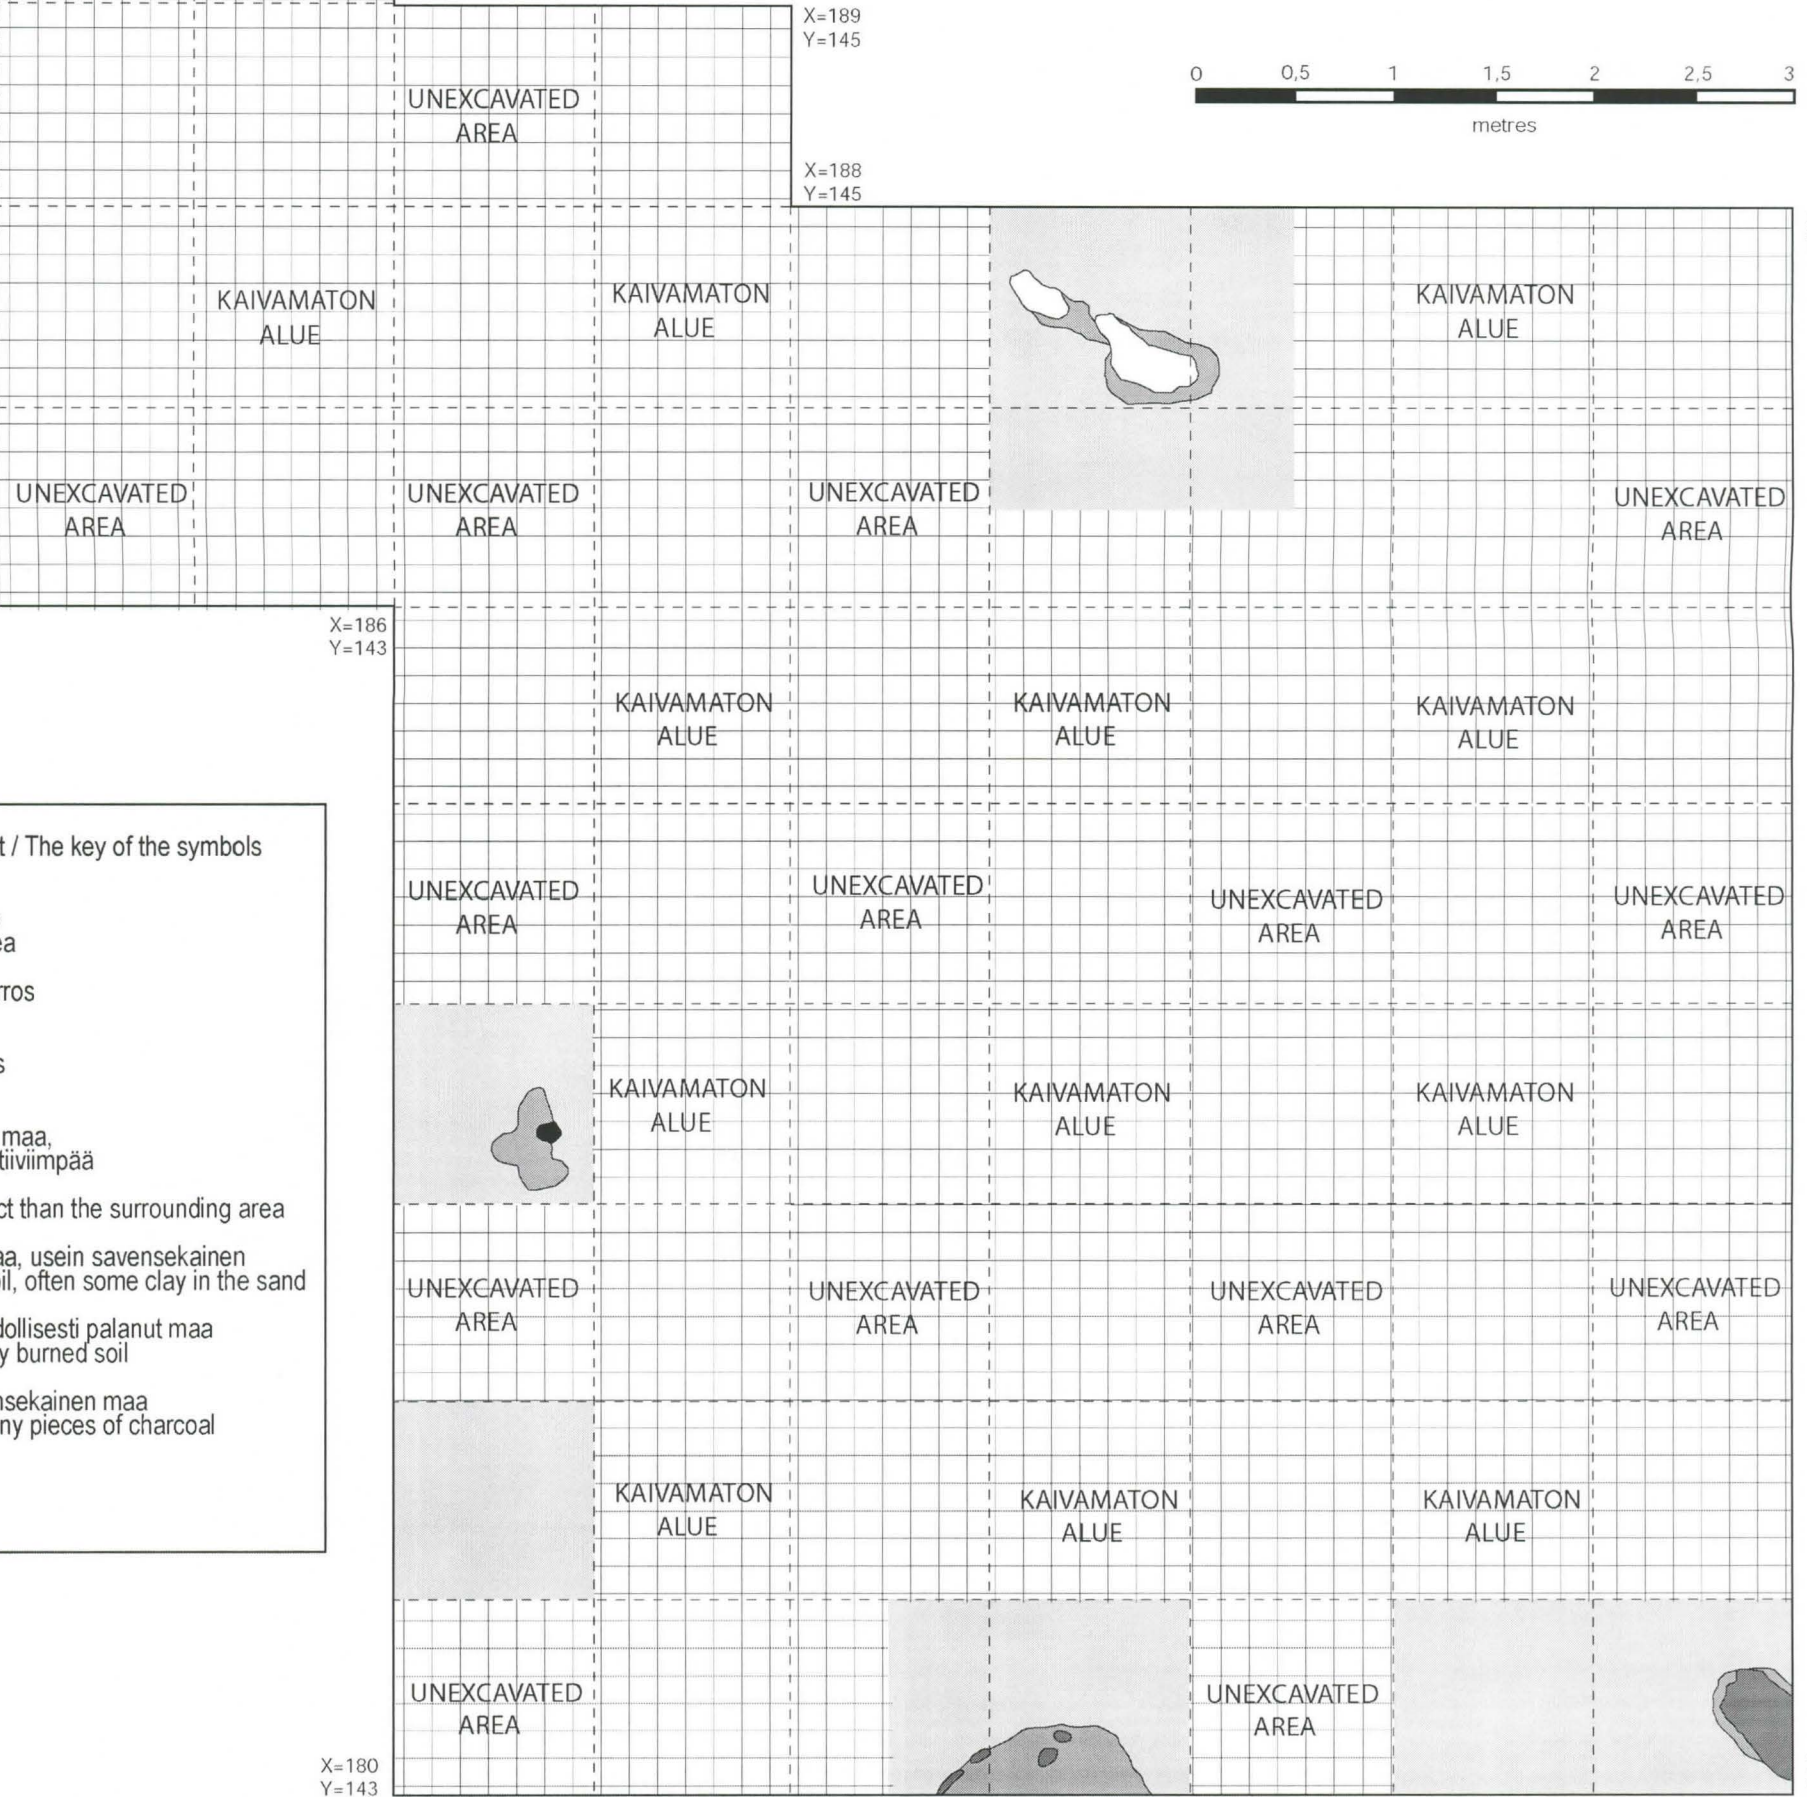 X=189
Y=145
0 0,5 1 1,5 2 2,5 3
metres
UNEXCAVATED
AREA
X=188
Y=145
KAIVAMATON
ALUE
KAIVAMATON
ALUE
KAIVAMATON
ALUE
UNEXCAVATED
AREA
UNEXCAVATED
AREA
UNEXCAVATED
AREA
UNEXCAVATED
AREA
X=186
Y=143
KAIVAMATON
ALUE
KAIVAMATON
ALUE
KAIVAMATON
ALUE
t / The key of the symbols
ea
rros
s
maa,
tiiviimpää
ct than the surrounding area
aa, usein savensekainen
il, often some clay in the sand
dollisesti palanut maa
y burned soil
nsekainen maa
ny pieces of charcoal
UNEXCAVATED
AREA
UNEXCAVATED
AREA
UNEXCAVATED
AREA
UNEXCAVATED
AREA
KAIVAMATON
ALUE
KAIVAMATON
ALUE
KAIVAMATON
ALUE
UNEXCAVATED
AREA
UNEXCAVATED
AREA
UNEXCAVATED
AREA
UNEXCAVATED
AREA
KAIVAMATON
ALUE
KAIVAMATON
ALUE
KAIVAMATON
ALUE
UNEXCAVATED
AREA
UNEXCAVATED
AREA
X=180
Y=143